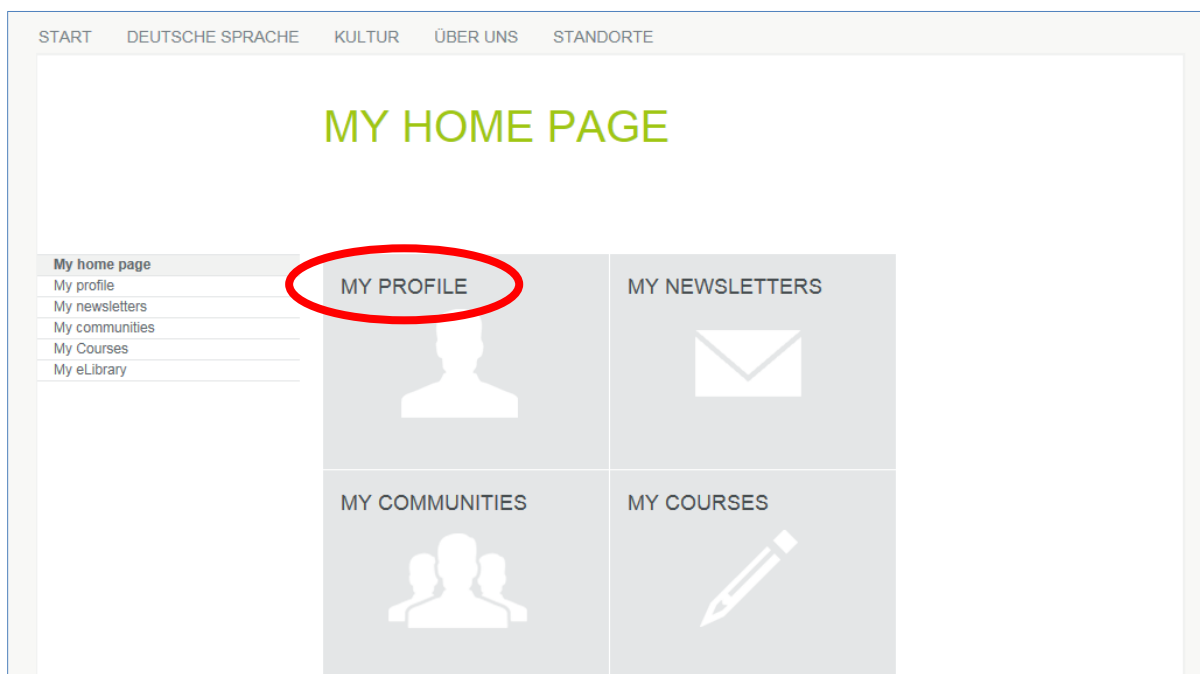 START DEUTSCHE SPRACHE KULTUR ÜBER UNS STANDORTE
MY HOME PAGE
My home page
My profile
My newsletters
My communities
My Courses
My eLibrary
MY PROFILE
MY NEWSLETTERS
MY COMMUNITIES
MY COURSES